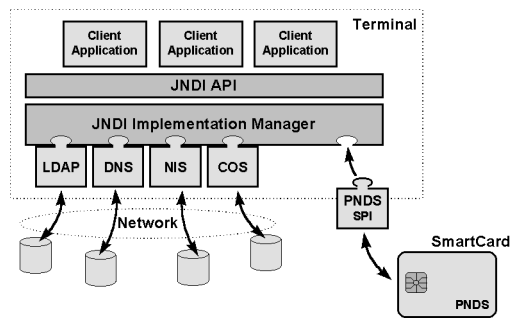 Terminal
Client
Application
Client
Application
Client
Application
JNDI API
JNDI Implementation Manager
LDAP
DNS
NIS
COS
PNDS
SPI
Network
SmartCard
PNDS